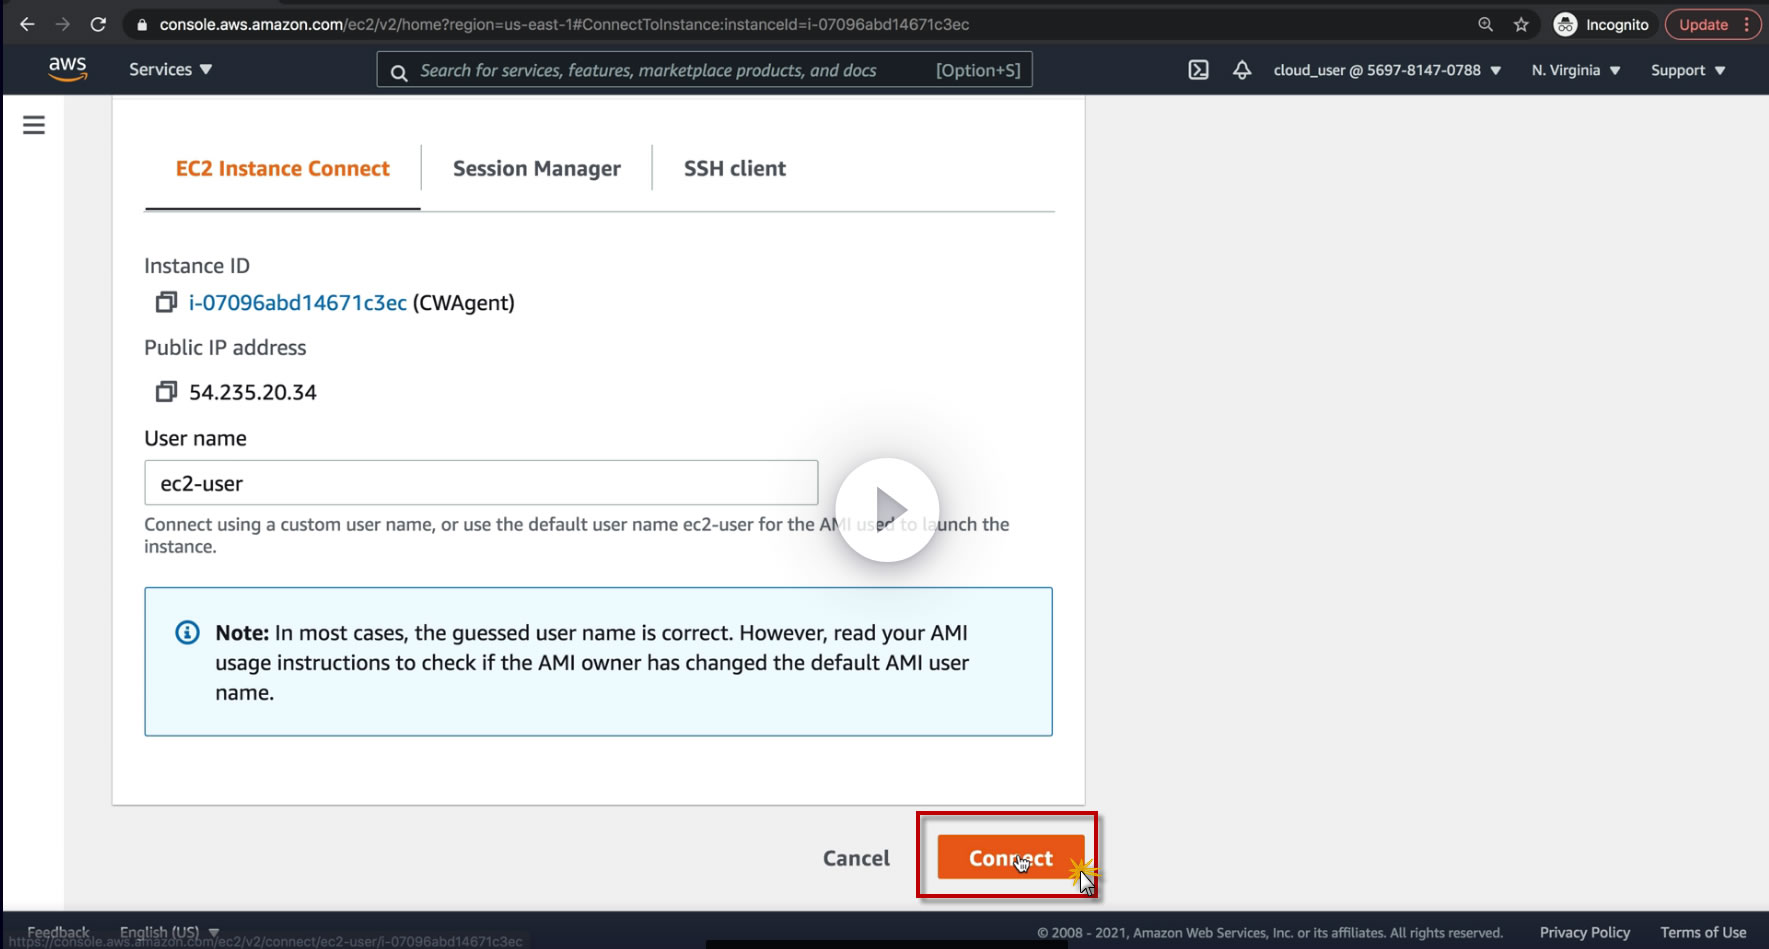 console.aws.amazon.com/ec2/v2/home?region=us-east-1#ConnectToInstance:instanceId=i-07096abd14671c3ec
Incognito
Update
aws
Services
Search for services, features, marketplace products, and docs
[Option+S]
cloud_user @ 5697-8147-0788
N. Virginia
Support
EC2 Instance Connect
Session Manager
SSH client
Instance ID
i-07096abd14671c3ec (CWAgent)
Public IP address
54.235.20.34
User name
ec2-user
Connect using a custom user name, or use the default user name ec2-user for the AMI used to launch the
instance.
Note: In most cases, the guessed user name is correct. However, read your AMI
usage instructions to check if the AMI owner has changed the default AMI user
name.
Cancel
Connect
Feedback
English (US)
© 2008 - 2021, Amazon Web Services, Inc. or its affiliates. All rights reserved.
Privacy Policy
Terms of Use
https://console.aws.amazon.com/ec2/v2/connect/ec2-user/i-07096abd14671c3ec